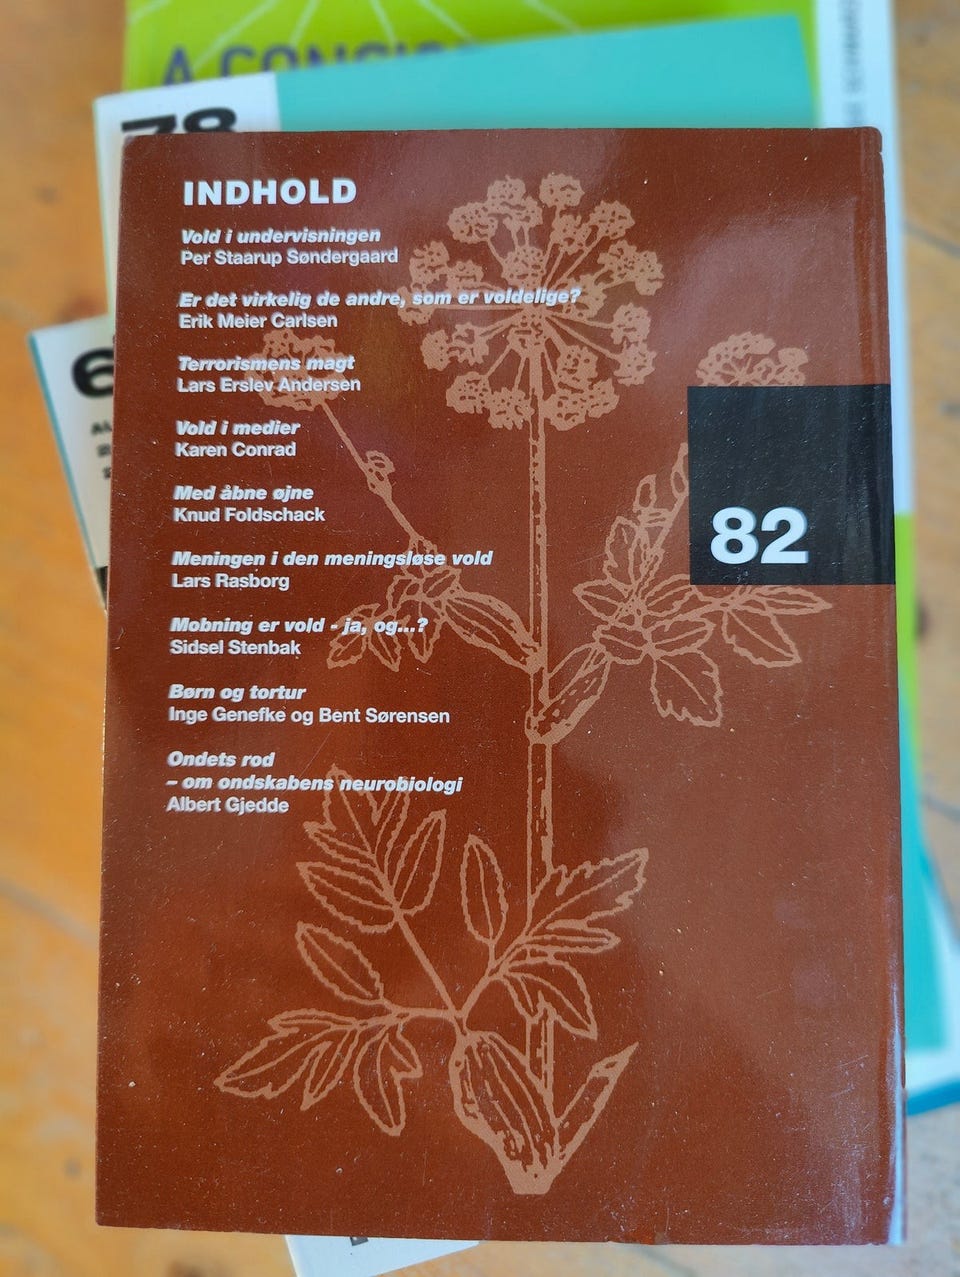 A CONCISE
78
6
INDHOLD
Vold i undervisningen
Per Staarup Søndergaard
Er det virkelig de andre, som er voldelige?
Erik Meier Carlsen
Terrorismens magt
Lars Erslev Andersen
Vold i medier
Karen Conrad
Med åbne øjne
Knud Foldschack
82
Meningen i den meningsløse vold
Lars Rasborg
Mobning er vold - ja, og...?
Sidsel Stenbak
Børn og tortur
Inge Genefke og Bent Sørensen
Ondets rod
– om ondskabens neurobiologi
Albert Gjedde